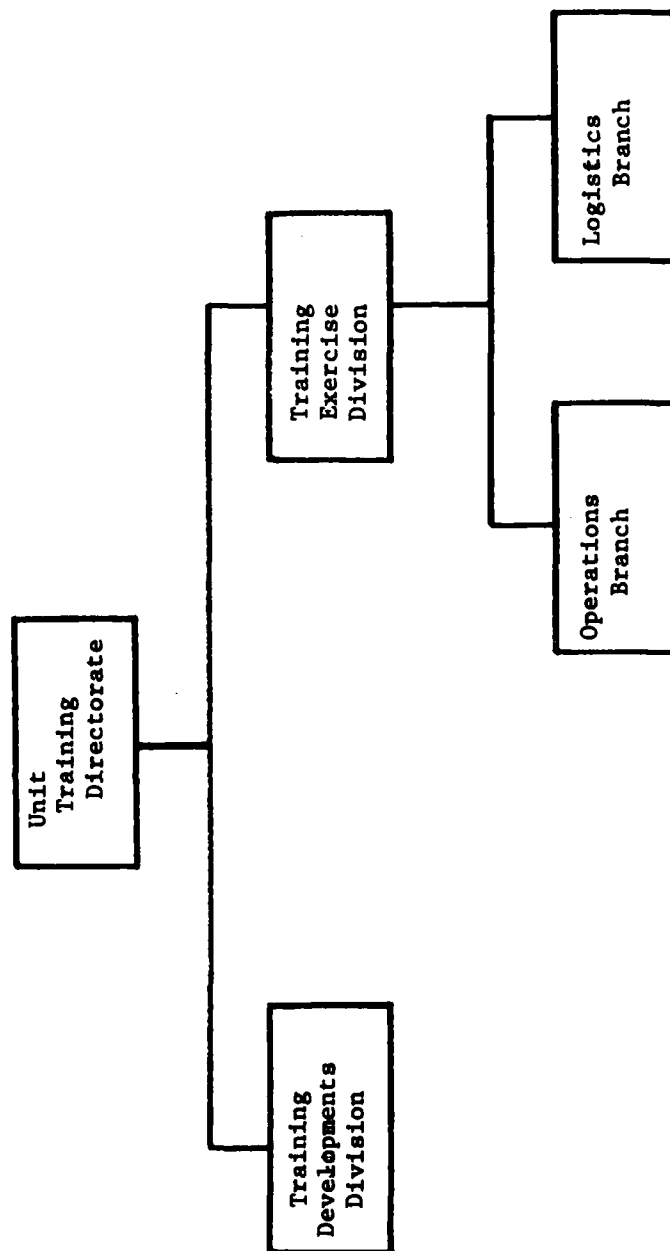 Unit
Training
Directorate
Training
Developments
Division
Training
Exercise
Division
Operations
Branch
Logistics
Branch